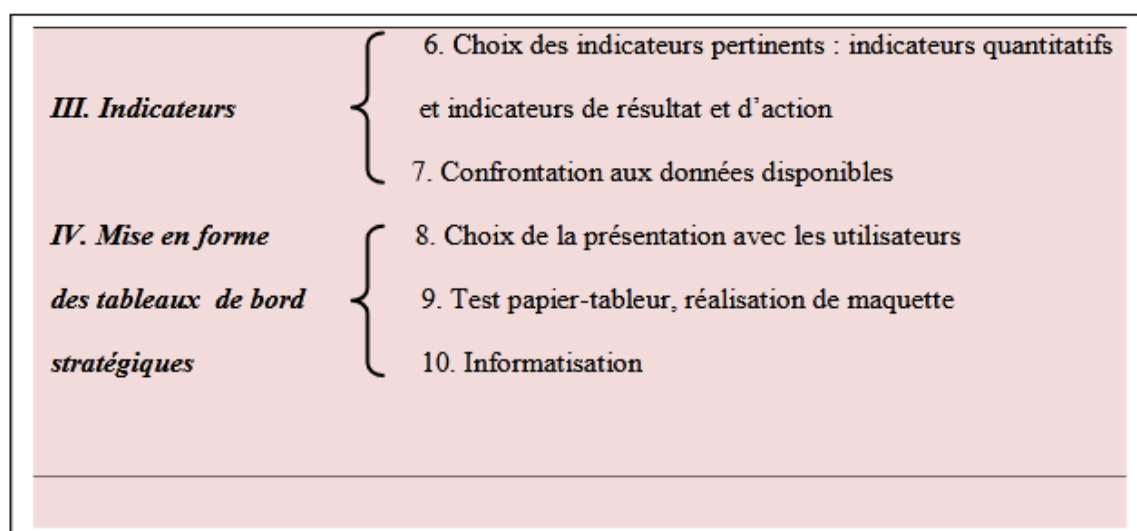 6. Choix des indicateurs pertinents : indicateurs quantitatifs
III. Indicateurs
et indicateurs de résultat et d’action
7. Confrontation aux données disponibles
IV. Mise en forme
8. Choix de la présentation avec les utilisateurs
des tableaux de bord
9. Test papier-tableur, réalisation de maquette
stratégiques
10. Informatisation